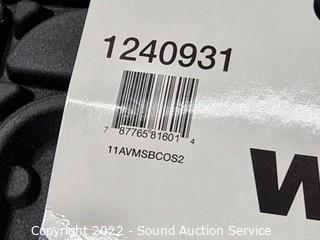 1240931
7 87765 81601 4
11AVMSBCOS2
W
Copyright 2022 - Sound Auction Service